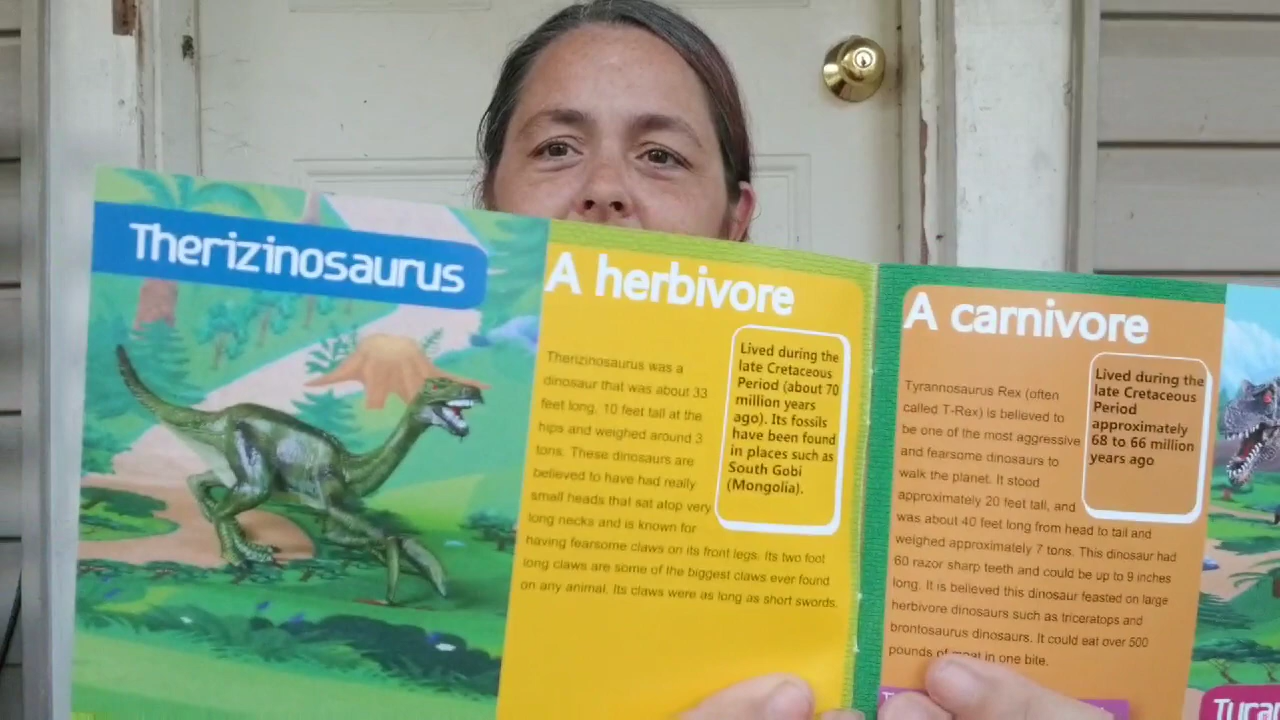 Therizinosaurus
A herbivore
Therizinosaurus was a
dinosaur that was about 33
feet long, 10 feet tall at the
hips and weighed around 3
tons. These dinosaurs are
believed to have had really
small heads that sat atop very
long necks and is known for
having fearsome claws on its front legs. Its two foot
long claws are some of the biggest claws ever found
on any animal. Its claws were as long as short swords.
Lived during the
late Cretaceous
Period (about 70
million years
ago). Its fossils
have been found
in places such as
South Gobi
(Mongolia).
A carnivore
Tyrannosaurus Rex (often
called T-Rex) is believed to
be one of the most aggressive
and fearsome dinosaurs to
walk the planet. It stood
approximately 20 feet tall, and
was about 40 feet long from head to tail and
weighed approximately 7 tons. This dinosaur had
60 razor sharp teeth and could be up to 9 inches
long. It is believed this dinosaur feasted on large
herbivore dinosaurs such as triceratops and
brontosaurus dinosaurs. It could eat over 500
pounds of meat in one bite.
Lived during the
late Cretaceous
Period
approximately
68 to 66 million
years ago